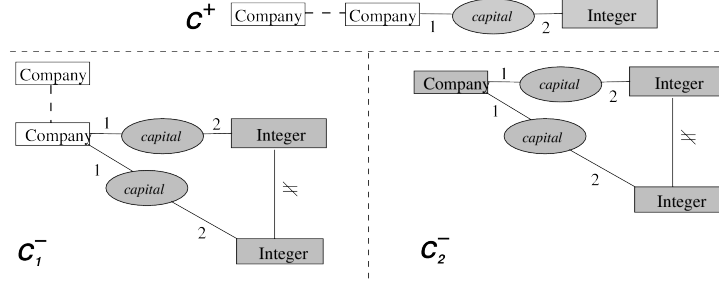 C+ Company Company 1 capital 2 Integer
Company
Company 1 capital 2 Integer
1 capital
≠
2 Integer
C1−
Company 1 capital 2 Integer
1 capital
≠
2 Integer
C2−